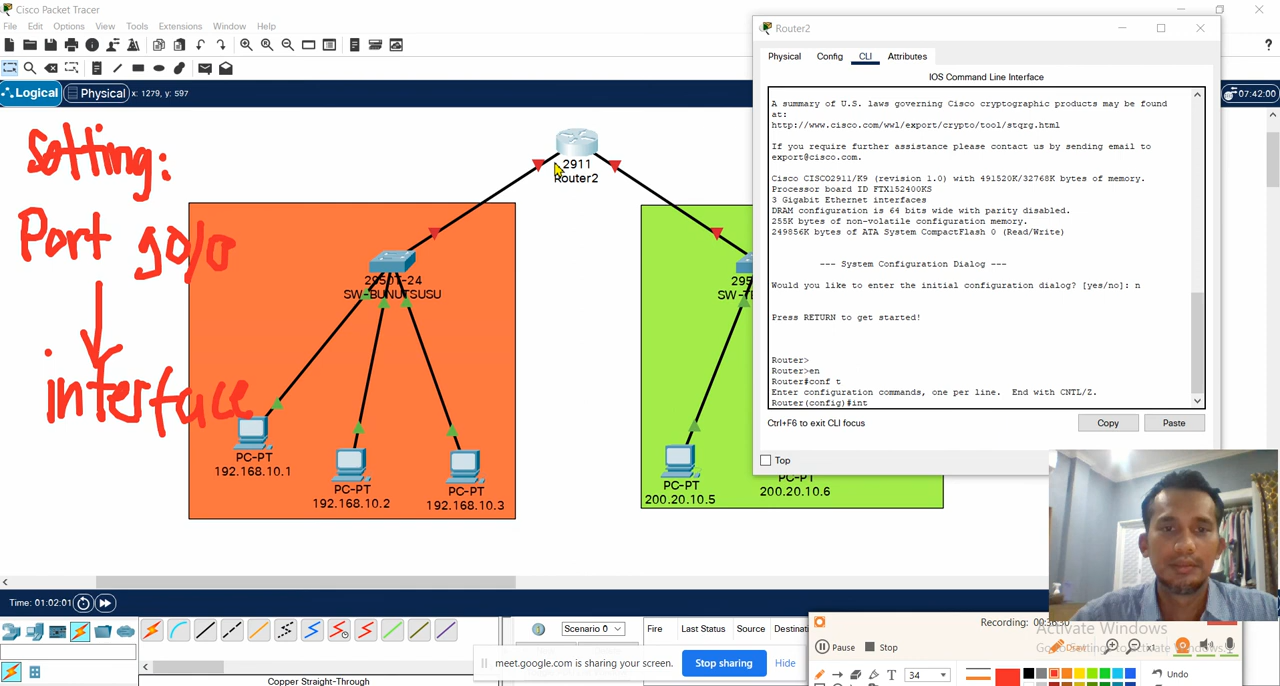 Cisco Packet Tracer
File Edit Options View Tools Extensions Window Help
Logical Physical x: 1279, y: 597
07:42:00
setting:
Port g0/0
interface
2911
Router2
2950T-24
SW-BUNUTSUSU
295
SW-TE
PC-PT
192.168.10.1
PC-PT
192.168.10.2
PC-PT
192.168.10.3
PC-PT
200.20.10.5
PC-PT
200.20.10.6
Router2
Physical Config CLI Attributes
IOS Command Line Interface
A summary of U.S. laws governing Cisco cryptographic products may be found
at:
http://www.cisco.com/wwl/export/crypto/tool/stqrg.html
If you require further assistance please contact us by sending email to
export@cisco.com.
Cisco CISCO2911/K9 (revision 1.0) with 491520K/32768K bytes of memory.
Processor board ID FTX152400KS
3 Gigabit Ethernet interfaces
DRAM configuration is 64 bits wide with parity disabled.
255K bytes of non-volatile configuration memory.
249856K bytes of ATA System CompactFlash 0 (Read/Write)
--- System Configuration Dialog ---
Would you like to enter the initial configuration dialog? [yes/no]: n
Press RETURN to get started!
Router>
Router>en
Router#conf t
Enter configuration commands, one per line. End with CNTL/Z.
Router(config)#int
Ctrl+F6 to exit CLI focus
Copy Paste
Top
Time: 01:02:01
Scenario 0
Fire Last Status Source Destinat
meet.google.com is sharing your screen. Stop sharing Hide
Copper Straight-Through
Recording:
Activate Windows
Pause Stop
x1
34
Undo